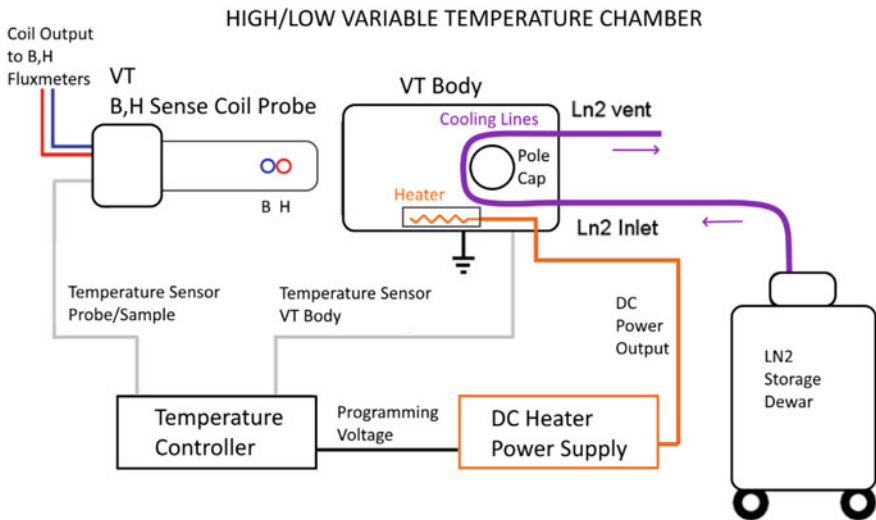 HIGH/LOW VARIABLE TEMPERATURE CHAMBER
Coil Output
to B,H
Fluxmeters
VT
B,H Sense Coil Probe
B H
VT Body
Cooling Lines
Ln2 vent
Pole
Cap
Heater
Ln2 Inlet
Temperature Sensor
Probe/Sample
Temperature Sensor
VT Body
DC
Power
Output
LN2
Storage
Dewar
Temperature
Controller
Programming
Voltage
DC Heater
Power Supply